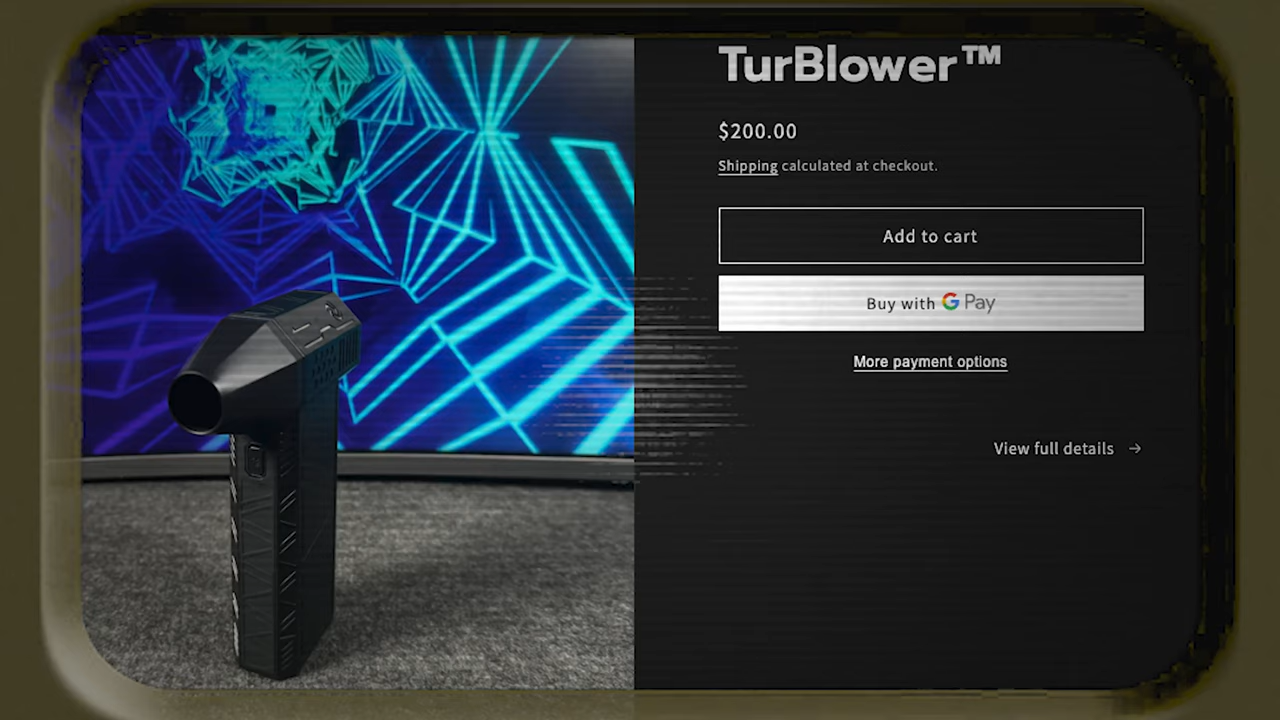 TurBlower™
$200.00
Shipping calculated at checkout.
Add to cart
Buy with G Pay
More payment options
View full details →